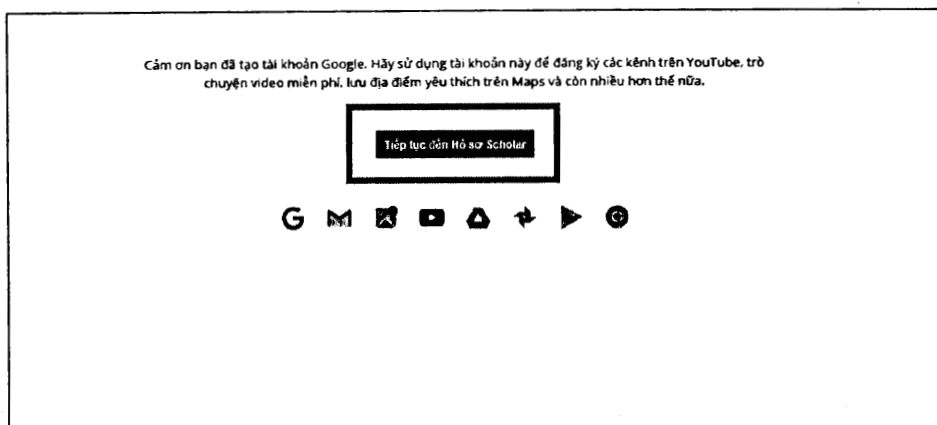 Cảm ơn bạn đã tạo tài khoản Google. Hãy sử dụng tài khoản này để đăng ký các kênh trên YouTube, trò
chuyện video miễn phí, lưu địa điểm yêu thích trên Maps và còn nhiều hơn thế nữa.
Tiếp tục đến Hồ sơ Scholar